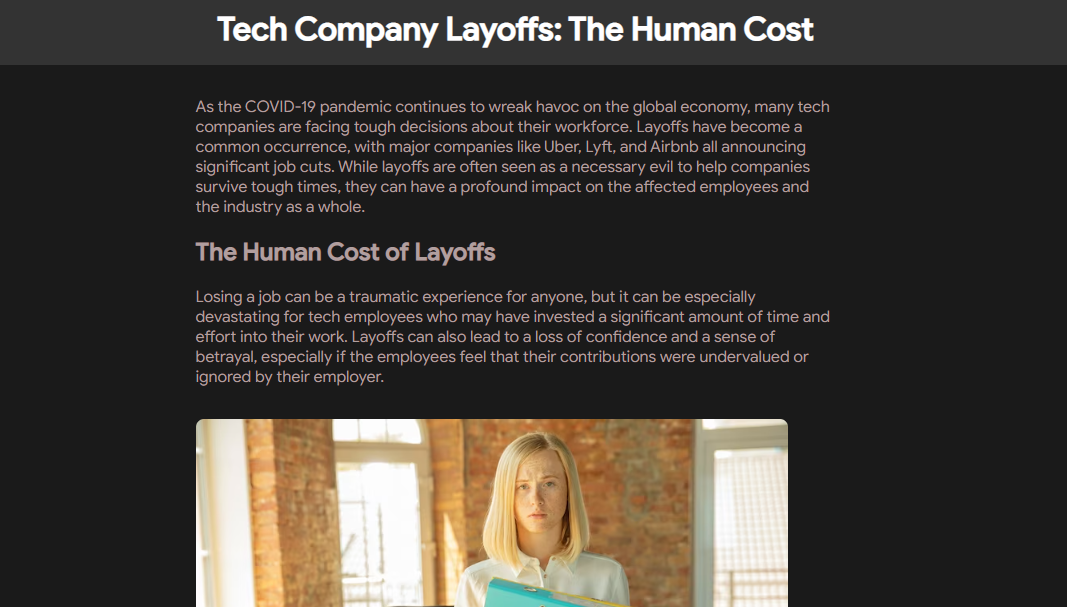 Tech Company Layoffs: The Human Cost
As the COVID-19 pandemic continues to wreak havoc on the global economy, many tech
companies are facing tough decisions about their workforce. Layoffs have become a
common occurrence, with major companies like Uber, Lyft, and Airbnb all announcing
significant job cuts. While layoffs are often seen as a necessary evil to help companies
survive tough times, they can have a profound impact on the affected employees and
the industry as a whole.
The Human Cost of Layoffs
Losing a job can be a traumatic experience for anyone, but it can be especially
devastating for tech employees who may have invested a significant amount of time and
effort into their work. Layoffs can also lead to a loss of confidence and a sense of
betrayal, especially if the employees feel that their contributions were undervalued or
ignored by their employer.